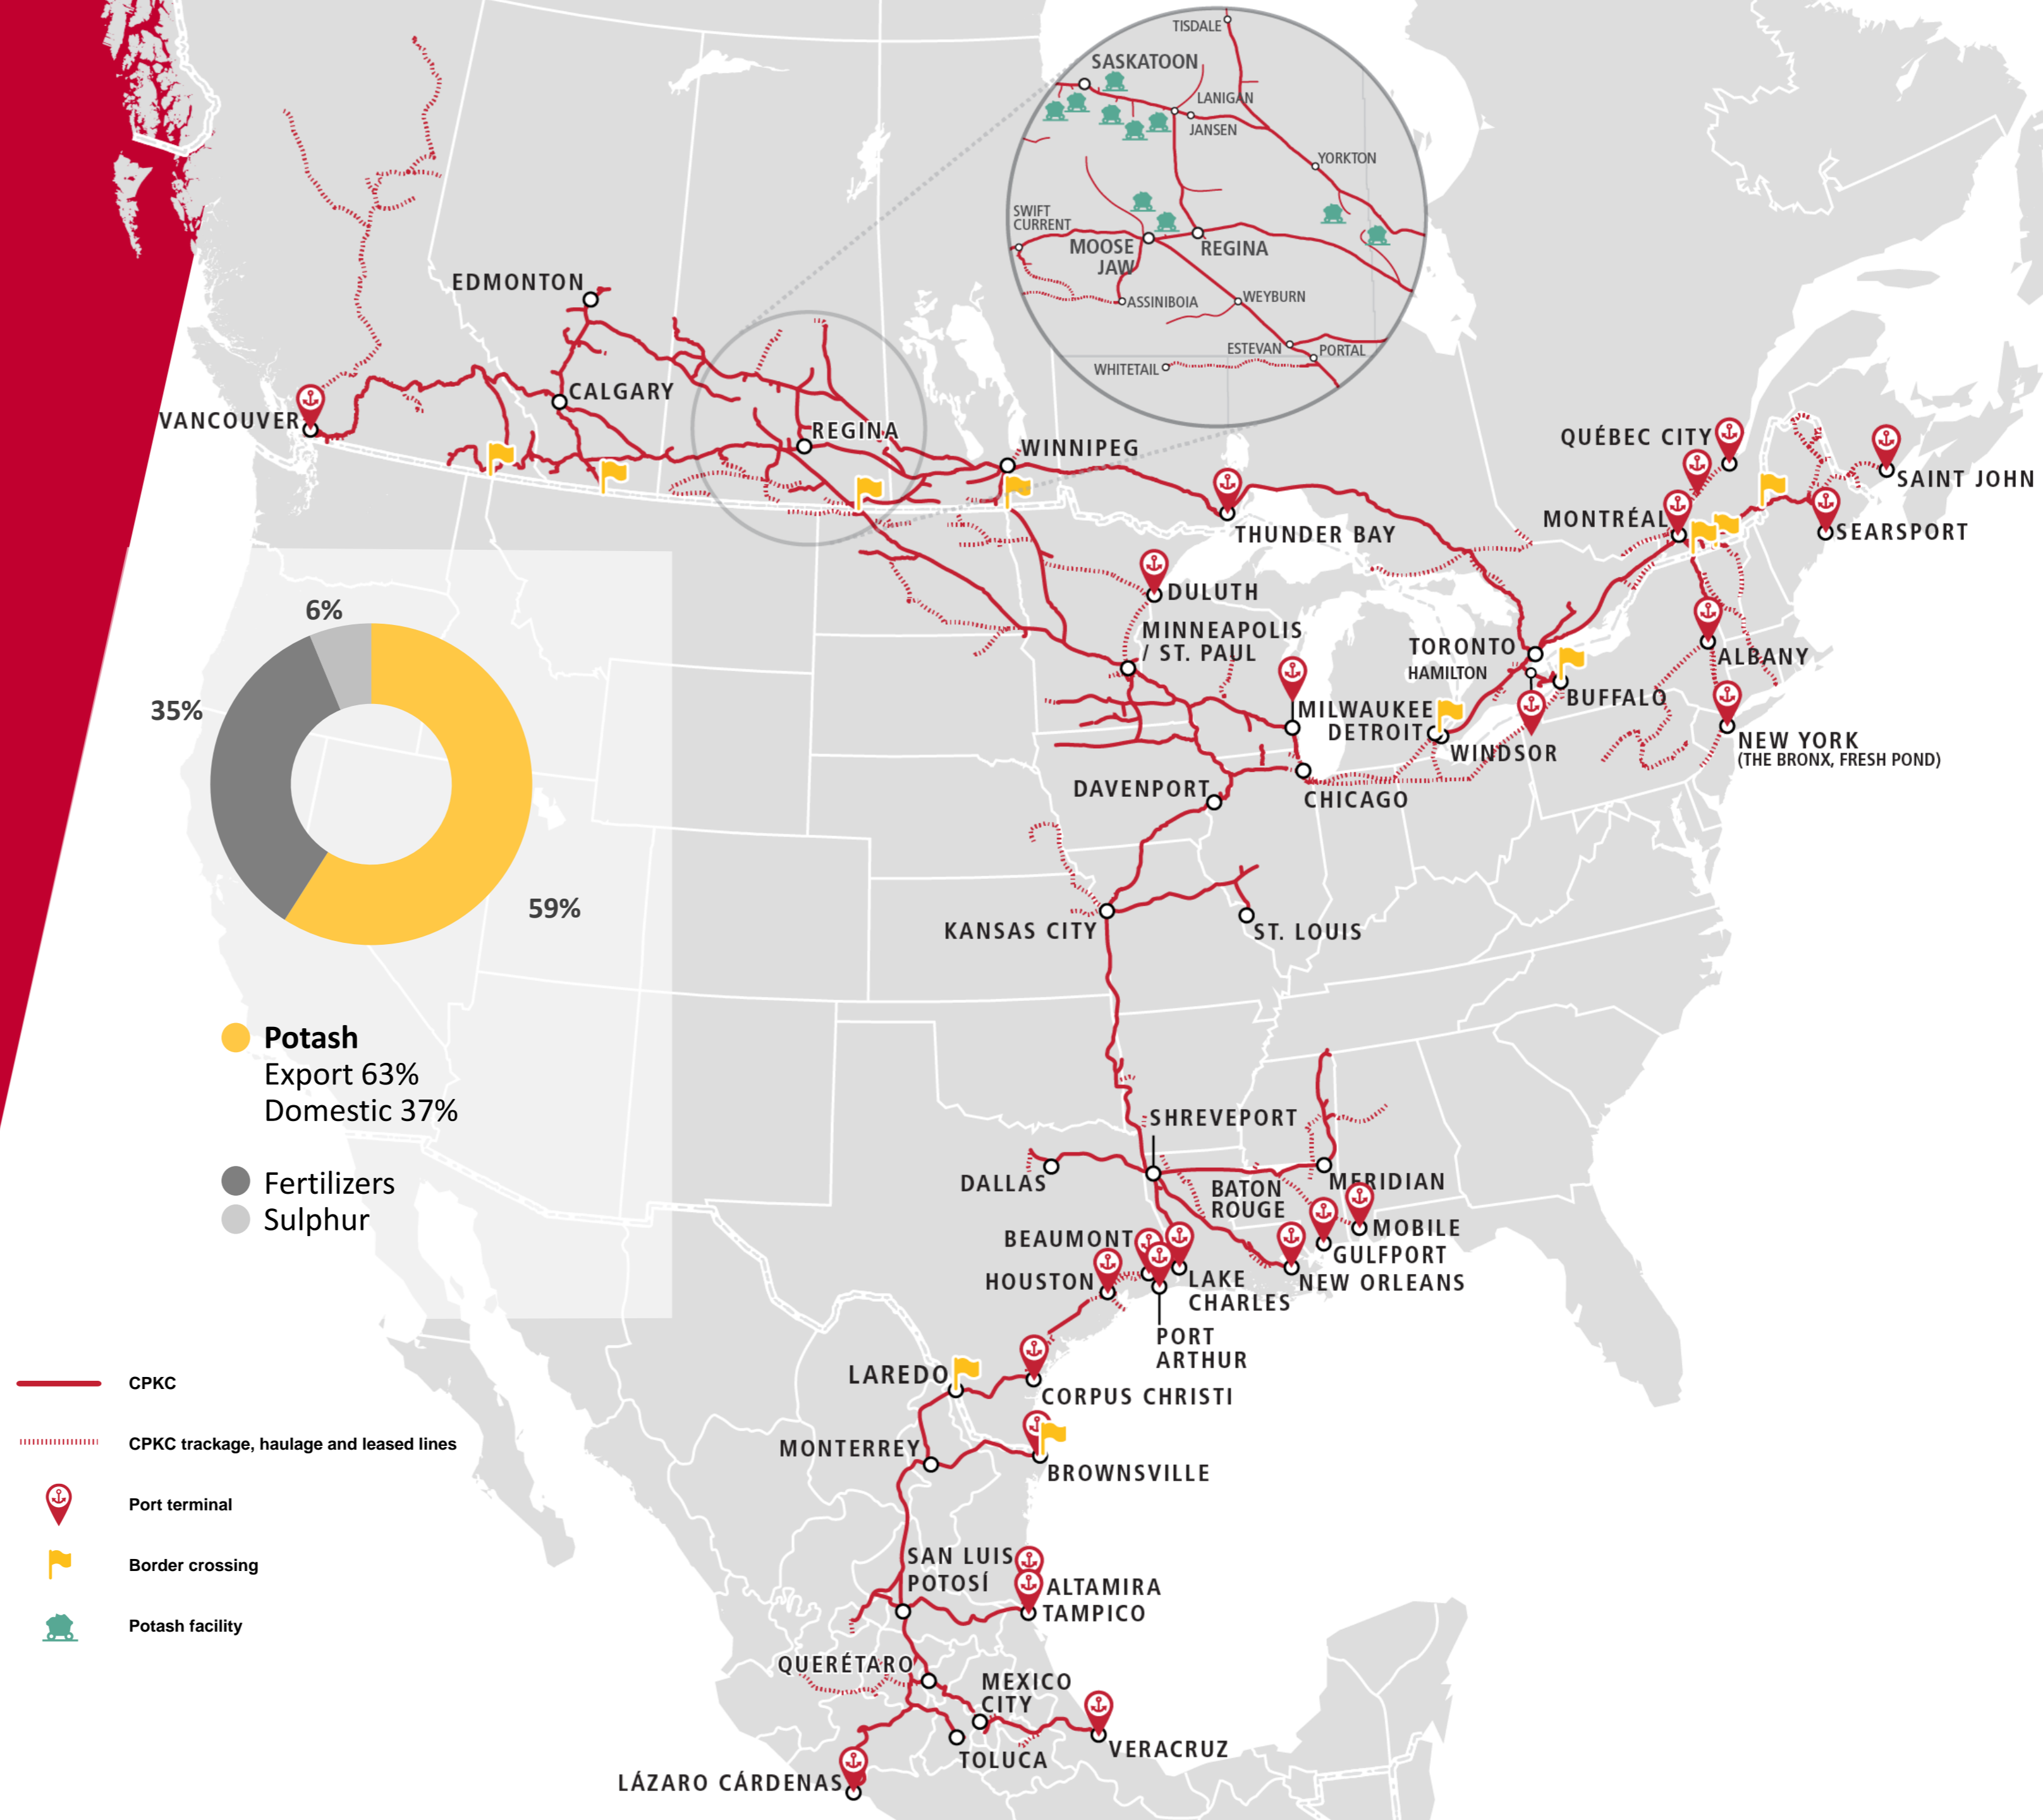 TISDALE
SASKATOON
LANIGAN
JANSEN
YORKTON
SWIFT
CURRENT
MOOSE
JAW
REGINA
ASSINIBOIA
WEYBURN
ESTEVAN
PORTAL
WHITETAIL
EDMONTON
CALGARY
VANCOUVER
REGINA
WINNIPEG
THUNDER BAY
QUÉBEC CITY
SAINT JOHN
MONTRÉAL
SEARSPORT
DULUTH
MINNEAPOLIS
/ ST. PAUL
TORONTO
HAMILTON
ALBANY
BUFFALO
MILWAUKEE
DETROIT
WINDSOR
NEW YORK
(THE BRONX, FRESH POND)
DAVENPORT
CHICAGO
KANSAS CITY
ST. LOUIS
6%
35%
59%
Potash
Export 63%
Domestic 37%
Fertilizers
Sulphur
SHREVEPORT
DALLAS
MERIDIAN
BATON
ROUGE
MOBILE
BEAUMONT
GULFPORT
HOUSTON
LAKE
CHARLES
NEW ORLEANS
PORT
ARTHUR
LAREDO
CORPUS CHRISTI
MONTERREY
BROWNSVILLE
SAN LUIS
POTOSÍ
ALTAMIRA
TAMPICO
QUERÉTARO
MEXICO
CITY
TOLUCA
VERACRUZ
LÁZARO CÁRDENAS
CPKC
CPKC trackage, haulage and leased lines
Port terminal
Border crossing
Potash facility